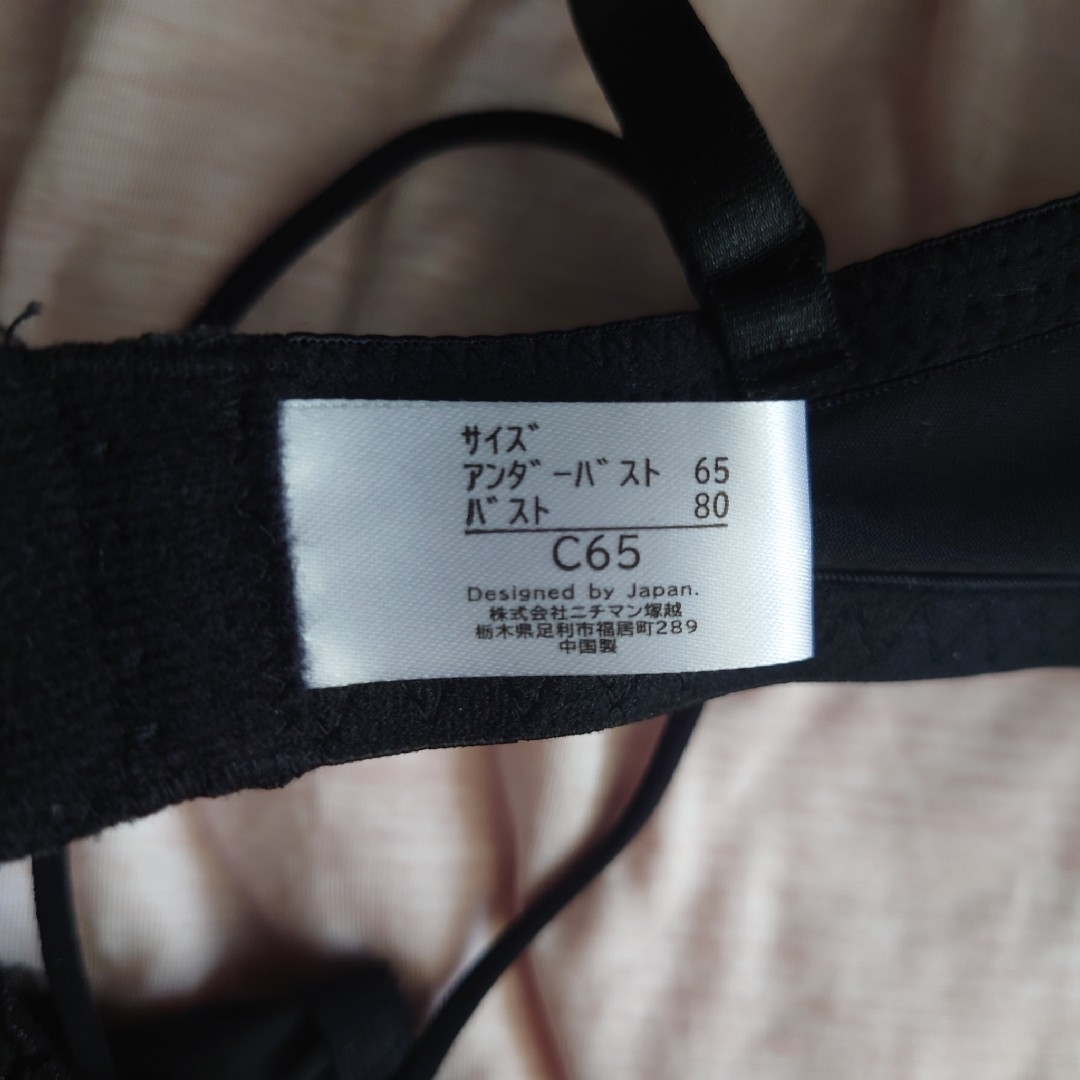 サイズ
アンダーバスト 65
バスト 80
C65
Designed by Japan.
株式会社ニチマン塚越
栃木県足利市福居町289
中国製